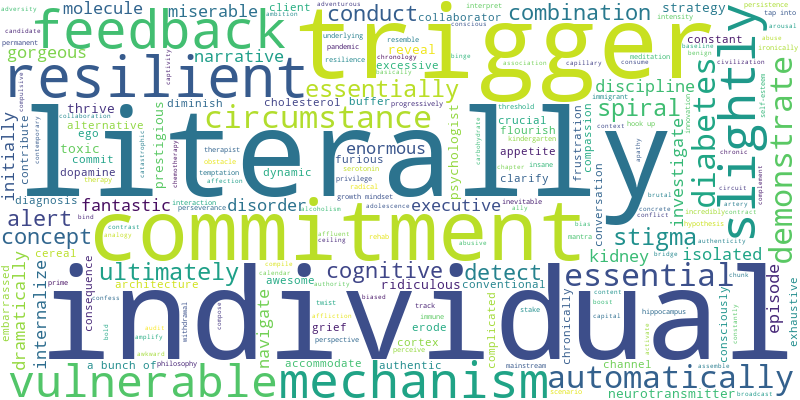 adversity
molecule
miserable
client
combination
strategy
persistence
tap into
ambition
adventurous
interpret
intensity
conduct
collaborator
conscious
arousal
abuse
ironically
candidate
permanent
feedback
trigger
underlying
pandemic
resilience
basically
resemble
chronology
reveal
association
excessive
binge
capillary
constant
meditation
consume
baseline
benign
civilization
gorgeous
narrative
captivity
compulsive
resilient
essentially
discipline
slightly
diabetes
demonstrate
self-esteem
immigrant
innovation
thrive
diminish
cholesterol
buffer
progressively
threshold
hook up
kindergarten
crucial
flourish
spiral
initially
contribute
collaboration
contemporary
alternative
ego
toxic
commit
dopamine
therapy
catastrophic
chemotherapy
prestigious
circumstance
literally
therapist
obstacle
temptation
affection
serotonin
privilege
radical
growth mindset
adolescence
dynamic
enormous
furious
psychologist
appetite
insane
chapter
clarify
carbohydrate
frustration
compassion
conversation
context
apathy
brutal
investigate
chronic
circuit
artery
complement
inevitable
ally
concrete
conflict
incredibly
contract
hypothesis
diagnosis
interaction
perseverance
alcoholism
fantastic
disorder
executive
alert
bind
contrast
analogy
affluent
ceiling
rehab
abusive
commitment
bias
mantra
stigma
authenticity
bridge
isolated
concept
cereal
prime
consequence
ultimately
architecture
compile
calendar
awesome
authority
cognitive
ridiculous
detect
conventional
kidney
essential
chunk
episode
exhaustive
embarrassed
dramatically
internalize
individual
confess
bold
audit
amplify
awkward
withdrawal
compose
navigate
twist
affliction
grief
perspective
biased
track
immune
erode
cortex
perceive
complicated
stake
chronically
content
boost
capital
hippocampus
activate
consciously
constantly
a bunch of
philosophy
accommodate
authentic
mainstream
scenario
channel
assemble
vulnerable
mechanism
automatically
neurotransmitter
broadcast